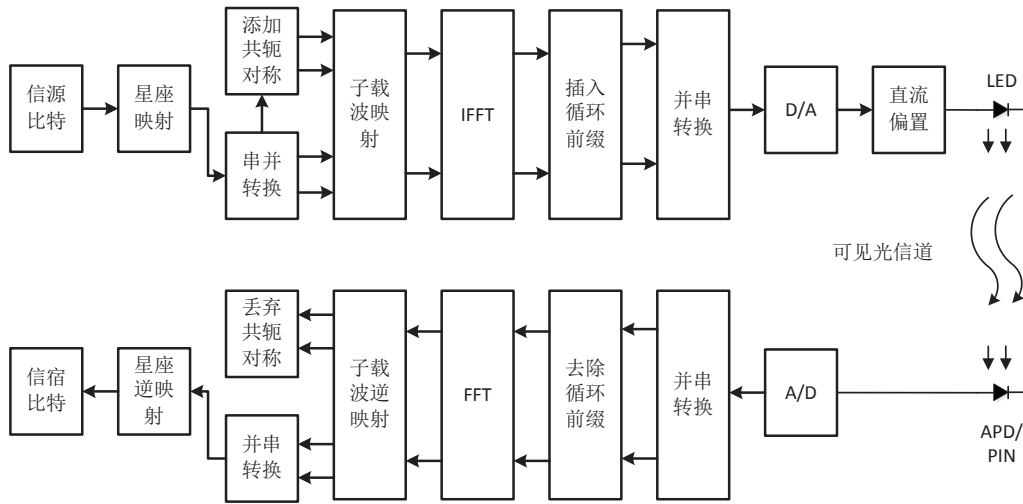 信源
比特
星座
映射
添加
共轭
对称
串并
转换
子载
波映
射
IFFT
插入
循环
前缀
并串
转换
D/A
直流
偏置
LED
可见光信道
信宿
比特
星座
逆映
射
丢弃
共轭
对称
并串
转换
子载
波逆
映射
FFT
去除
循环
前缀
并串
转换
A/D
APD/
PIN